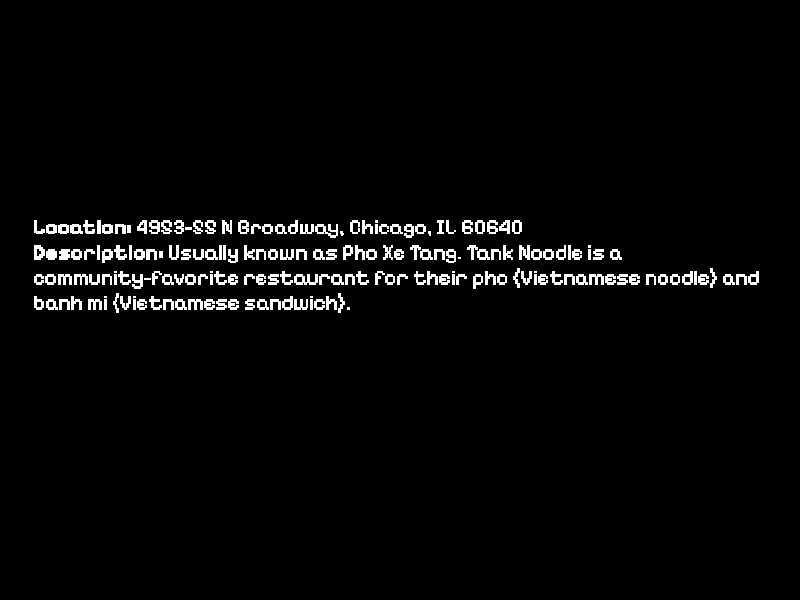 Location: 4953-55 N Broadway, Chicago, IL 60640
Description: Usually known as Pho Xe Tang. Tank Noodle is a
community-favorite restaurant for their pho (Vietnamese noodle) and
banh mi (Vietnamese sandwich).